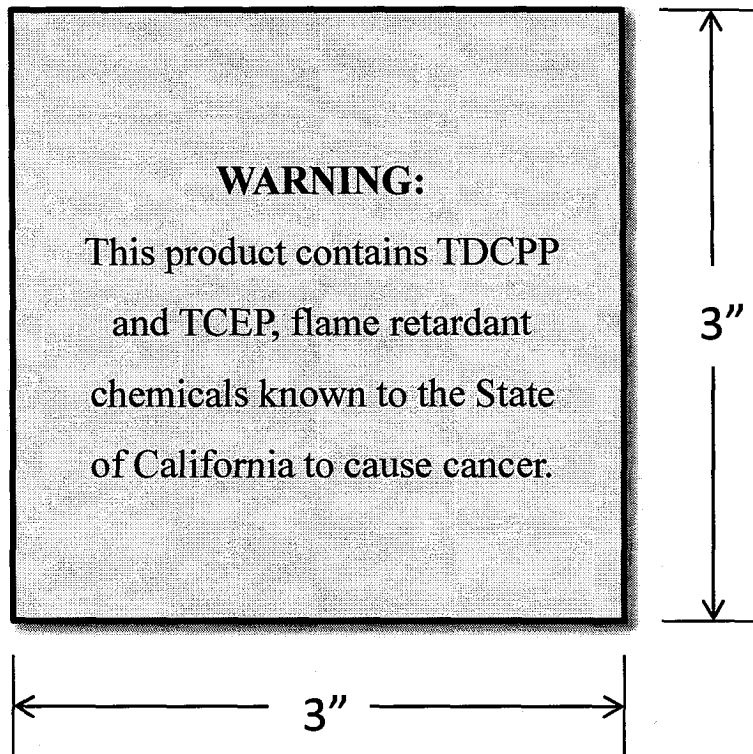 WARNING:
This product contains TDCPP
and TCEP, flame retardant
chemicals known to the State
of California to cause cancer.
3”
3”